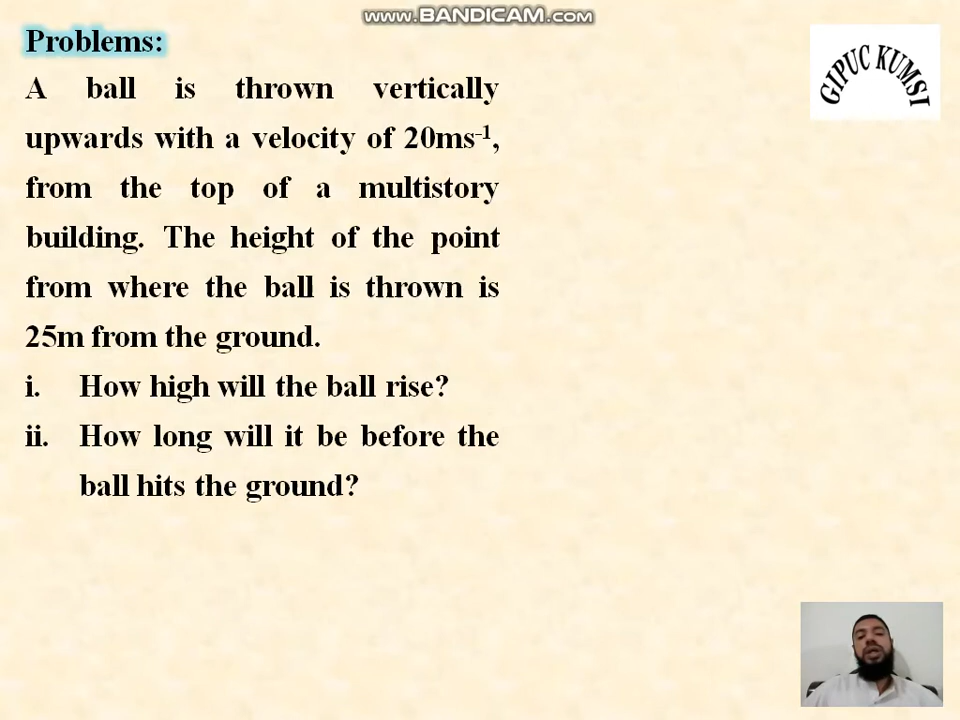 www.BANDICAM.com
Problems:
GIPUC KUMSI
A ball is thrown vertically
upwards with a velocity of 20ms⁻¹,
from the top of a multistory
building. The height of the point
from where the ball is thrown is
25m from the ground.
i. How high will the ball rise?
ii. How long will it be before the
ball hits the ground?